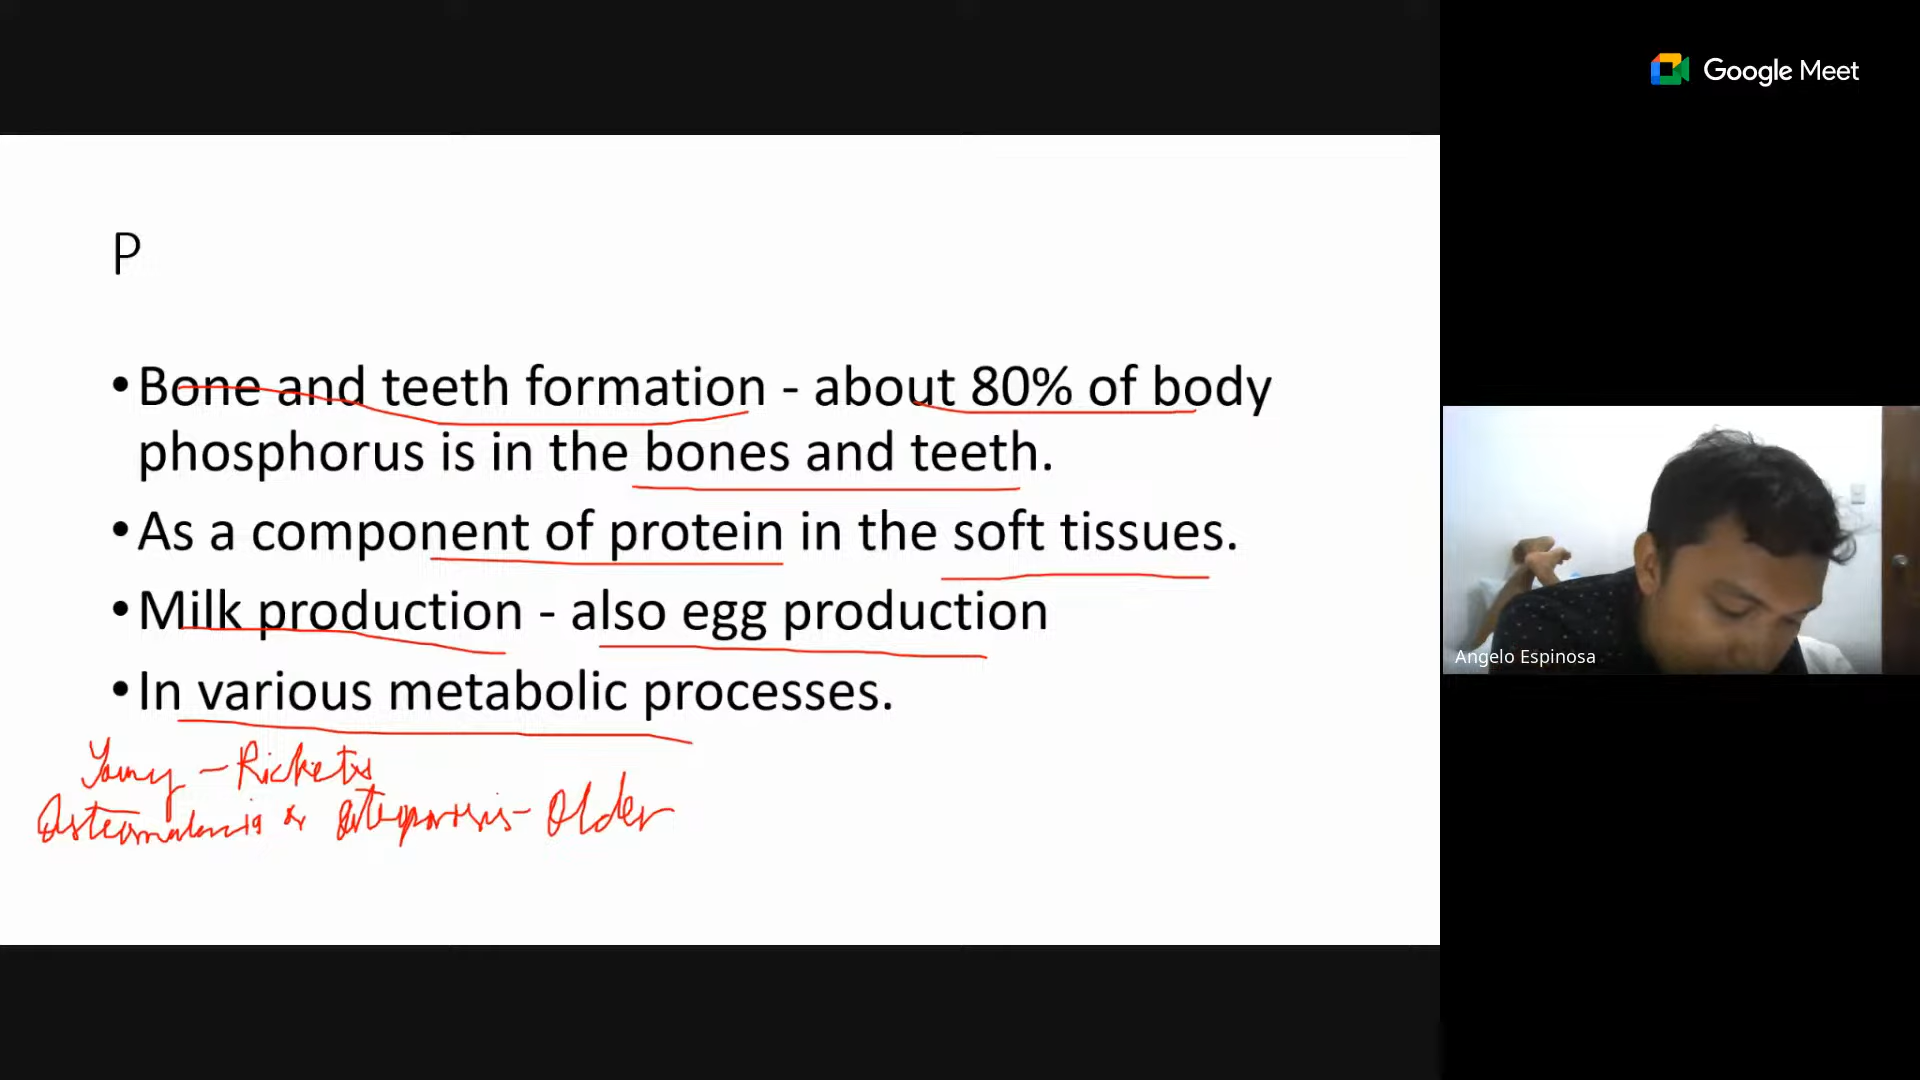 Google Meet
P
•Bone and teeth formation - about 80% of body
phosphorus is in the bones and teeth.
•As a component of protein in the soft tissues.
•Milk production - also egg production
•In various metabolic processes.
Young - Rickets
Osteomalacia & Osteoporosis - Older
Angelo Espinosa